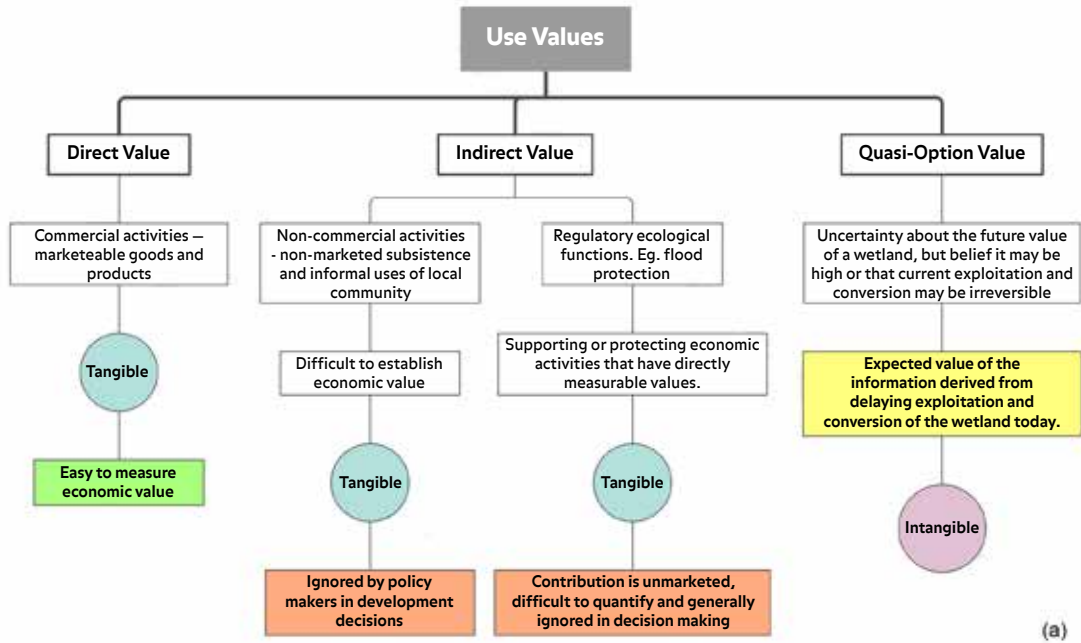 Use Values
Direct Value
Indirect Value
Quasi-Option Value
Commercial activities –
marketeable goods and
products
Non-commercial activities
- non-marketed subsistence
and informal uses of local
community
Regulatory ecological
functions. Eg. flood
protection
Uncertainty about the future value
of a wetland, but belief it may be
high or that current exploitation and
conversion may be irreversible
Tangible
Difficult to establish
economic value
Supporting or protecting economic
activities that have directly
measurable values.
Expected value of the
information derived from
delaying exploitation and
conversion of the wetland today.
Easy to measure
economic value
Tangible
Tangible
Intangible
Ignored by policy
makers in development
decisions
Contribution is unmarketed,
difficult to quantify and generally
ignored in decision making
(a)